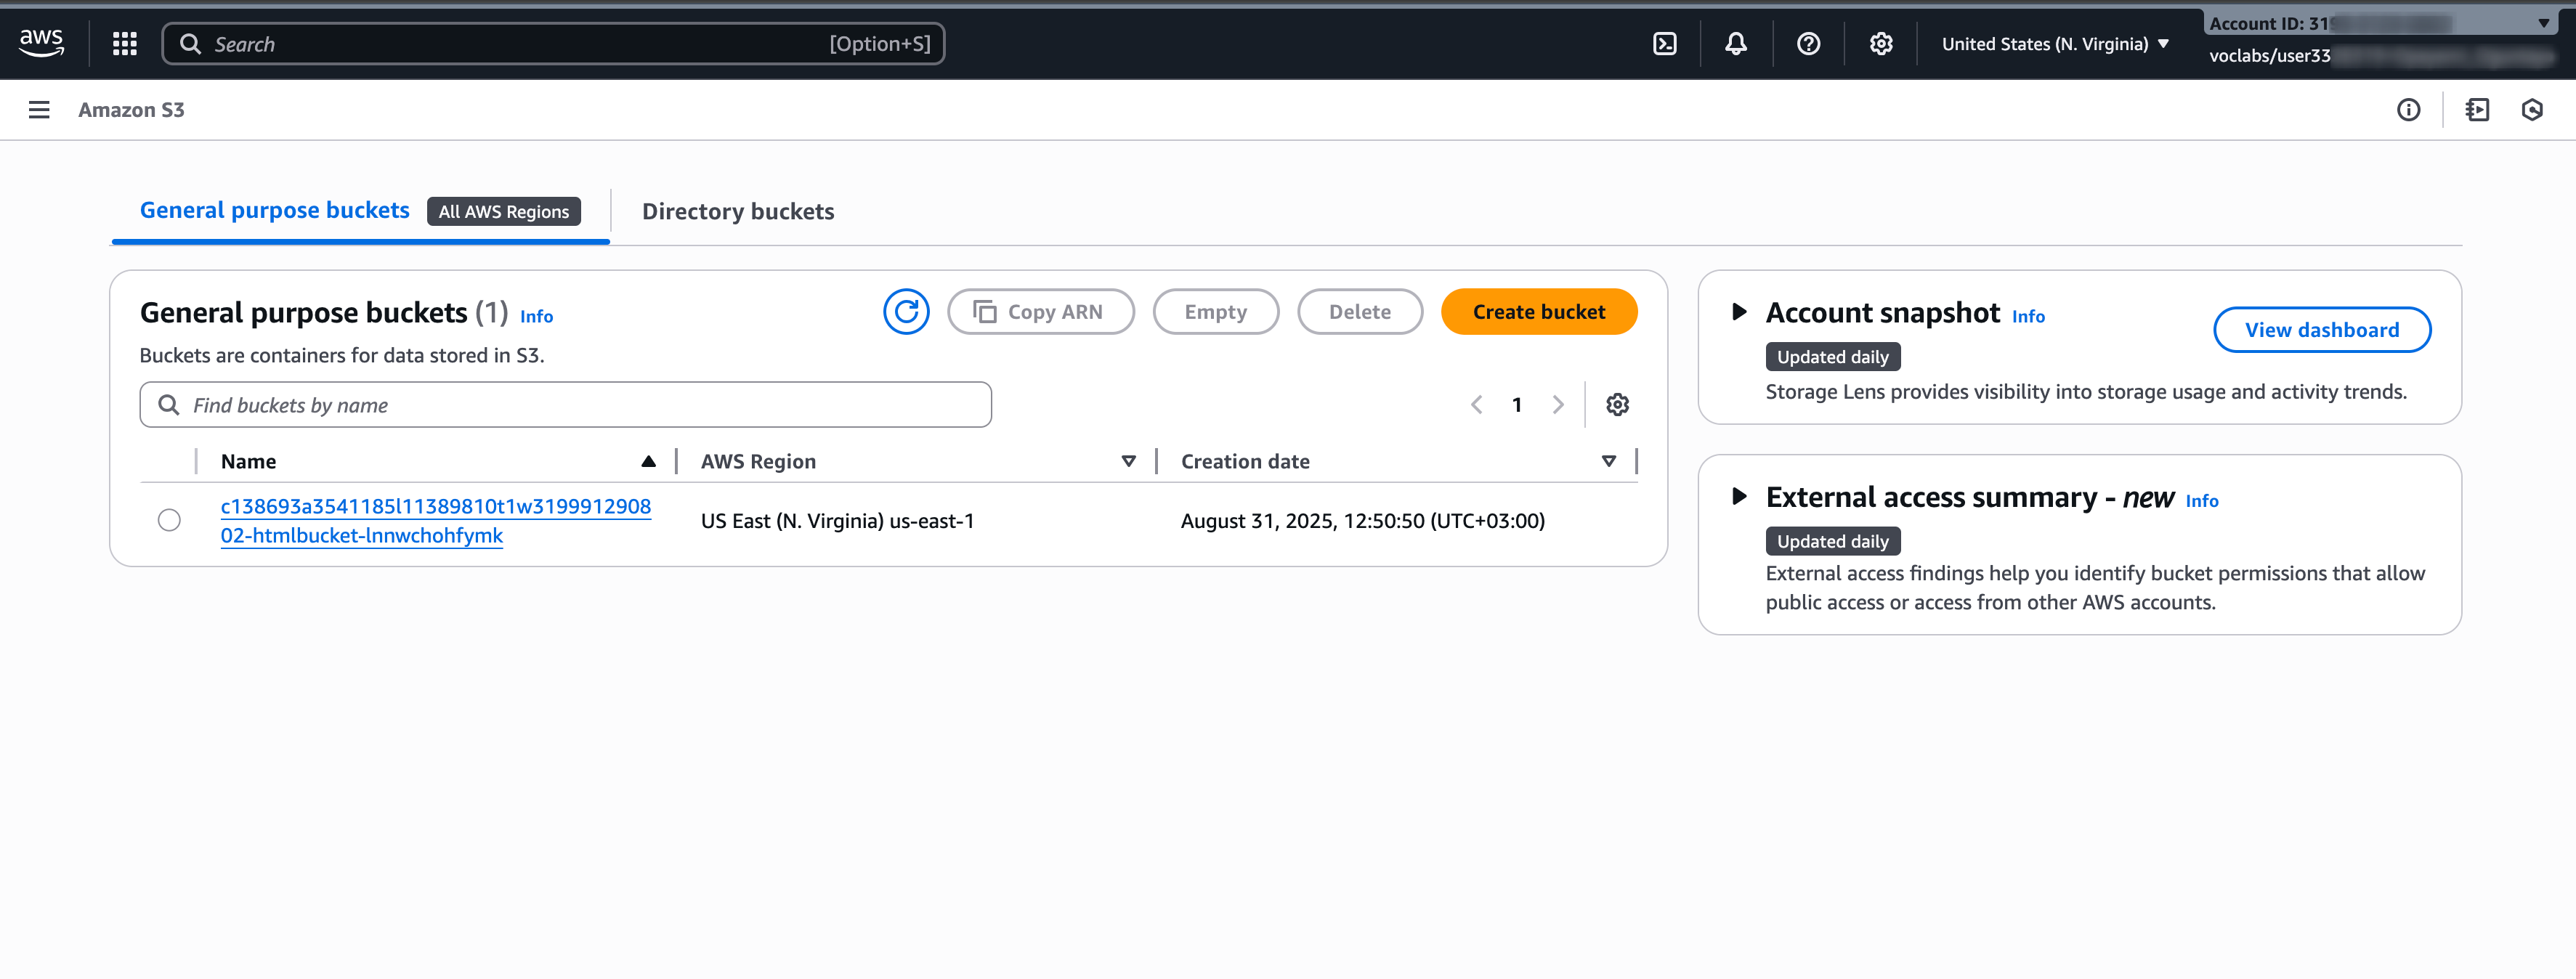 aws
Search [Option+S]
United States (N. Virginia)
Account ID: 31
voclabs/user33
Amazon S3
General purpose buckets All AWS Regions
Directory buckets
General purpose buckets (1) Info
Copy ARN
Empty
Delete
Create bucket
Buckets are containers for data stored in S3.
Find buckets by name
1
Name
AWS Region
Creation date
c138693a3541185l11389810t1w3199912908
02-htmlbucket-lnnwchohfymk
US East (N. Virginia) us-east-1
August 31, 2025, 12:50:50 (UTC+03:00)
Account snapshot Info
View dashboard
Updated daily
Storage Lens provides visibility into storage usage and activity trends.
External access summary - new Info
Updated daily
External access findings help you identify bucket permissions that allow
public access or access from other AWS accounts.